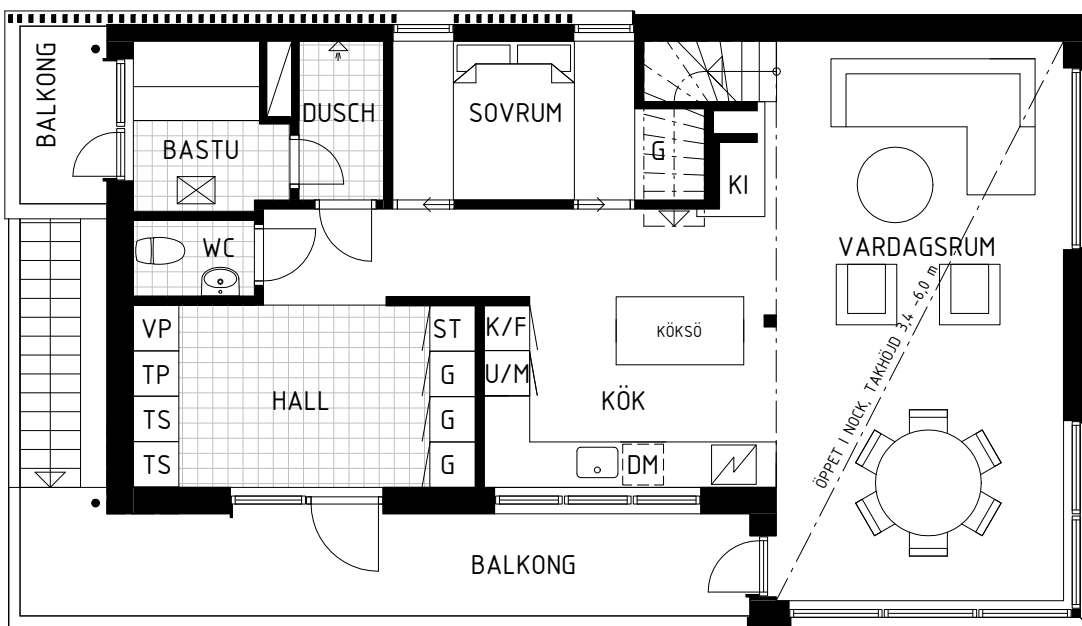 BALKONG
BASTU
DUSCH
SOVRUM
G
KI
WC
VARDAGSRUM
VP
TP
TS
TS
HALL
ST
G
G
G
K/F
U/M
KÖKSÖ
KÖK
DM
ÖPPET I NOCK, TAKHÖJD 3,4 -6,0 m
BALKONG